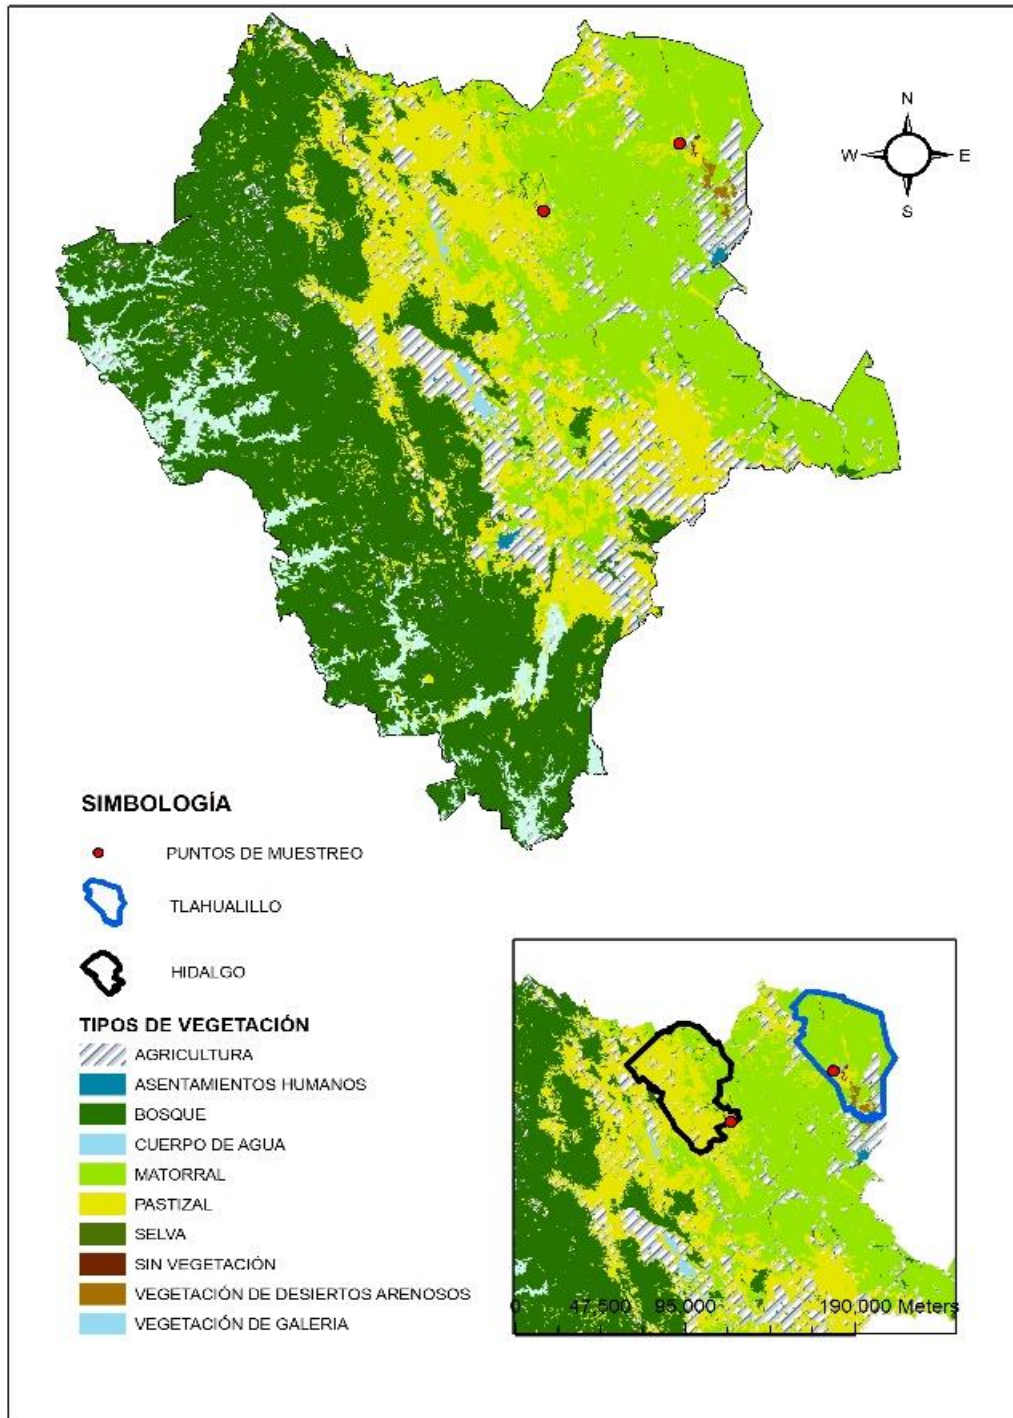 N
W E
S
SIMBOLOGÍA
PUNTOS DE MUESTREO
TLAHUALILLO
HIDALGO
TIPOS DE VEGETACIÓN
AGRICULTURA
ASENTAMIENTOS HUMANOS
BOSQUE
CUERPO DE AGUA
MATORRAL
PASTIZAL
SELVA
SIN VEGETACIÓN
VEGETACIÓN DE DESIERTOS ARENOSOS
VEGETACIÓN DE GALERIA
0 47,500 95,000 190,000 Meters